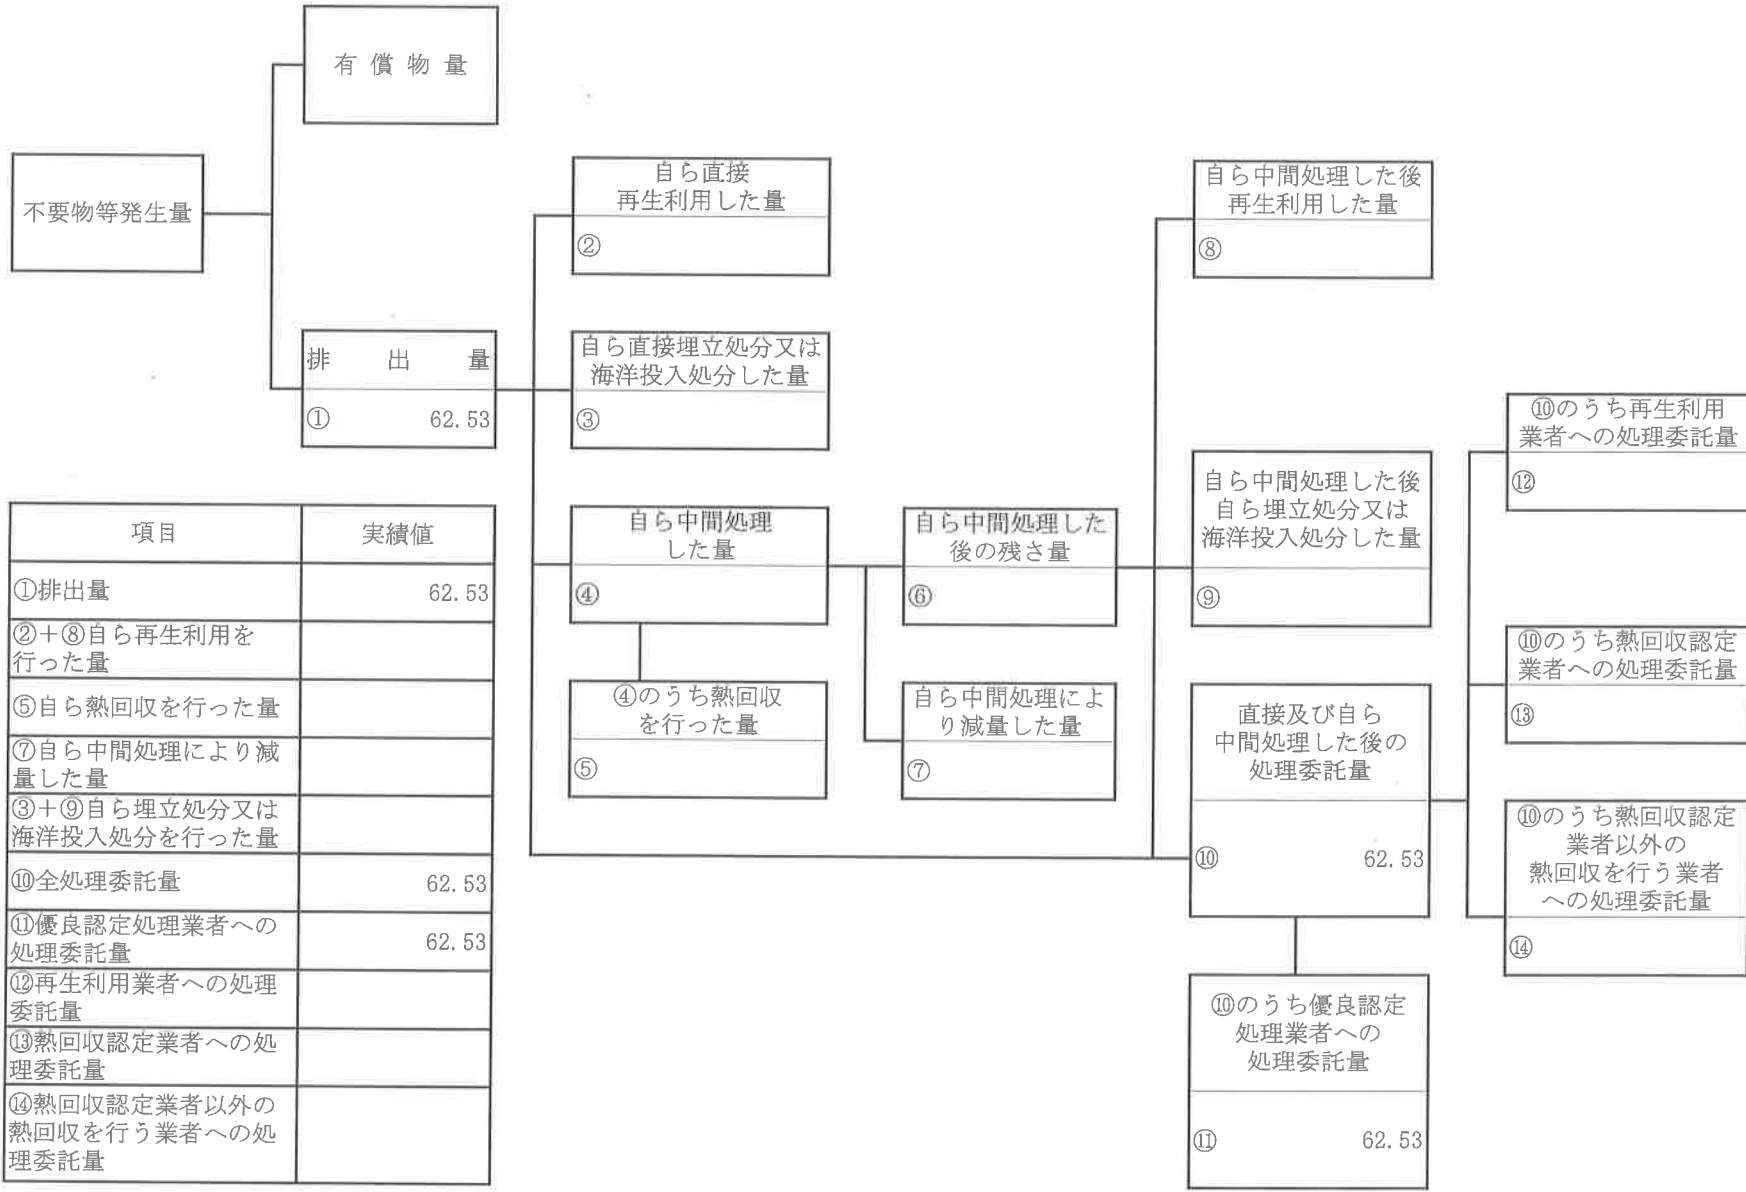 有償物量
不要物等発生量
排出量
① 62.53
自ら直接
再生利用した量
②
自ら直接埋立処分又は
海洋投入処分した量
③
自ら中間処理
した量
④
④のうち熱回収
を行った量
⑤
自ら中間処理した
後の残さ量
⑥
自ら中間処理によ
り減量した量
⑦
自ら中間処理した後
再生利用した量
⑧
自ら中間処理した後
自ら埋立処分又は
海洋投入処分した量
⑨
直接及び自ら
中間処理した後の
処理委託量
⑩ 62.53
⑩のうち優良認定
処理業者への
処理委託量
⑪ 62.53
⑩のうち再生利用
業者への処理委託量
⑫
⑩のうち熱回収認定
業者への処理委託量
⑬
⑩のうち熱回収認定
業者以外の
熱回収を行う業者
への処理委託量
⑭
項目 実績値
①排出量 62.53
②+⑧自ら再生利用を
行った量
⑤自ら熱回収を行った量
⑦自ら中間処理により減
量した量
③+⑨自ら埋立処分又は
海洋投入処分を行った量
⑩全処理委託量 62.53
⑪優良認定処理業者への
処理委託量 62.53
⑫再生利用業者への処理
委託量
⑬熱回収認定業者への処
理委託量
⑭熱回収認定業者以外の
熱回収を行う業者への処
理委託量